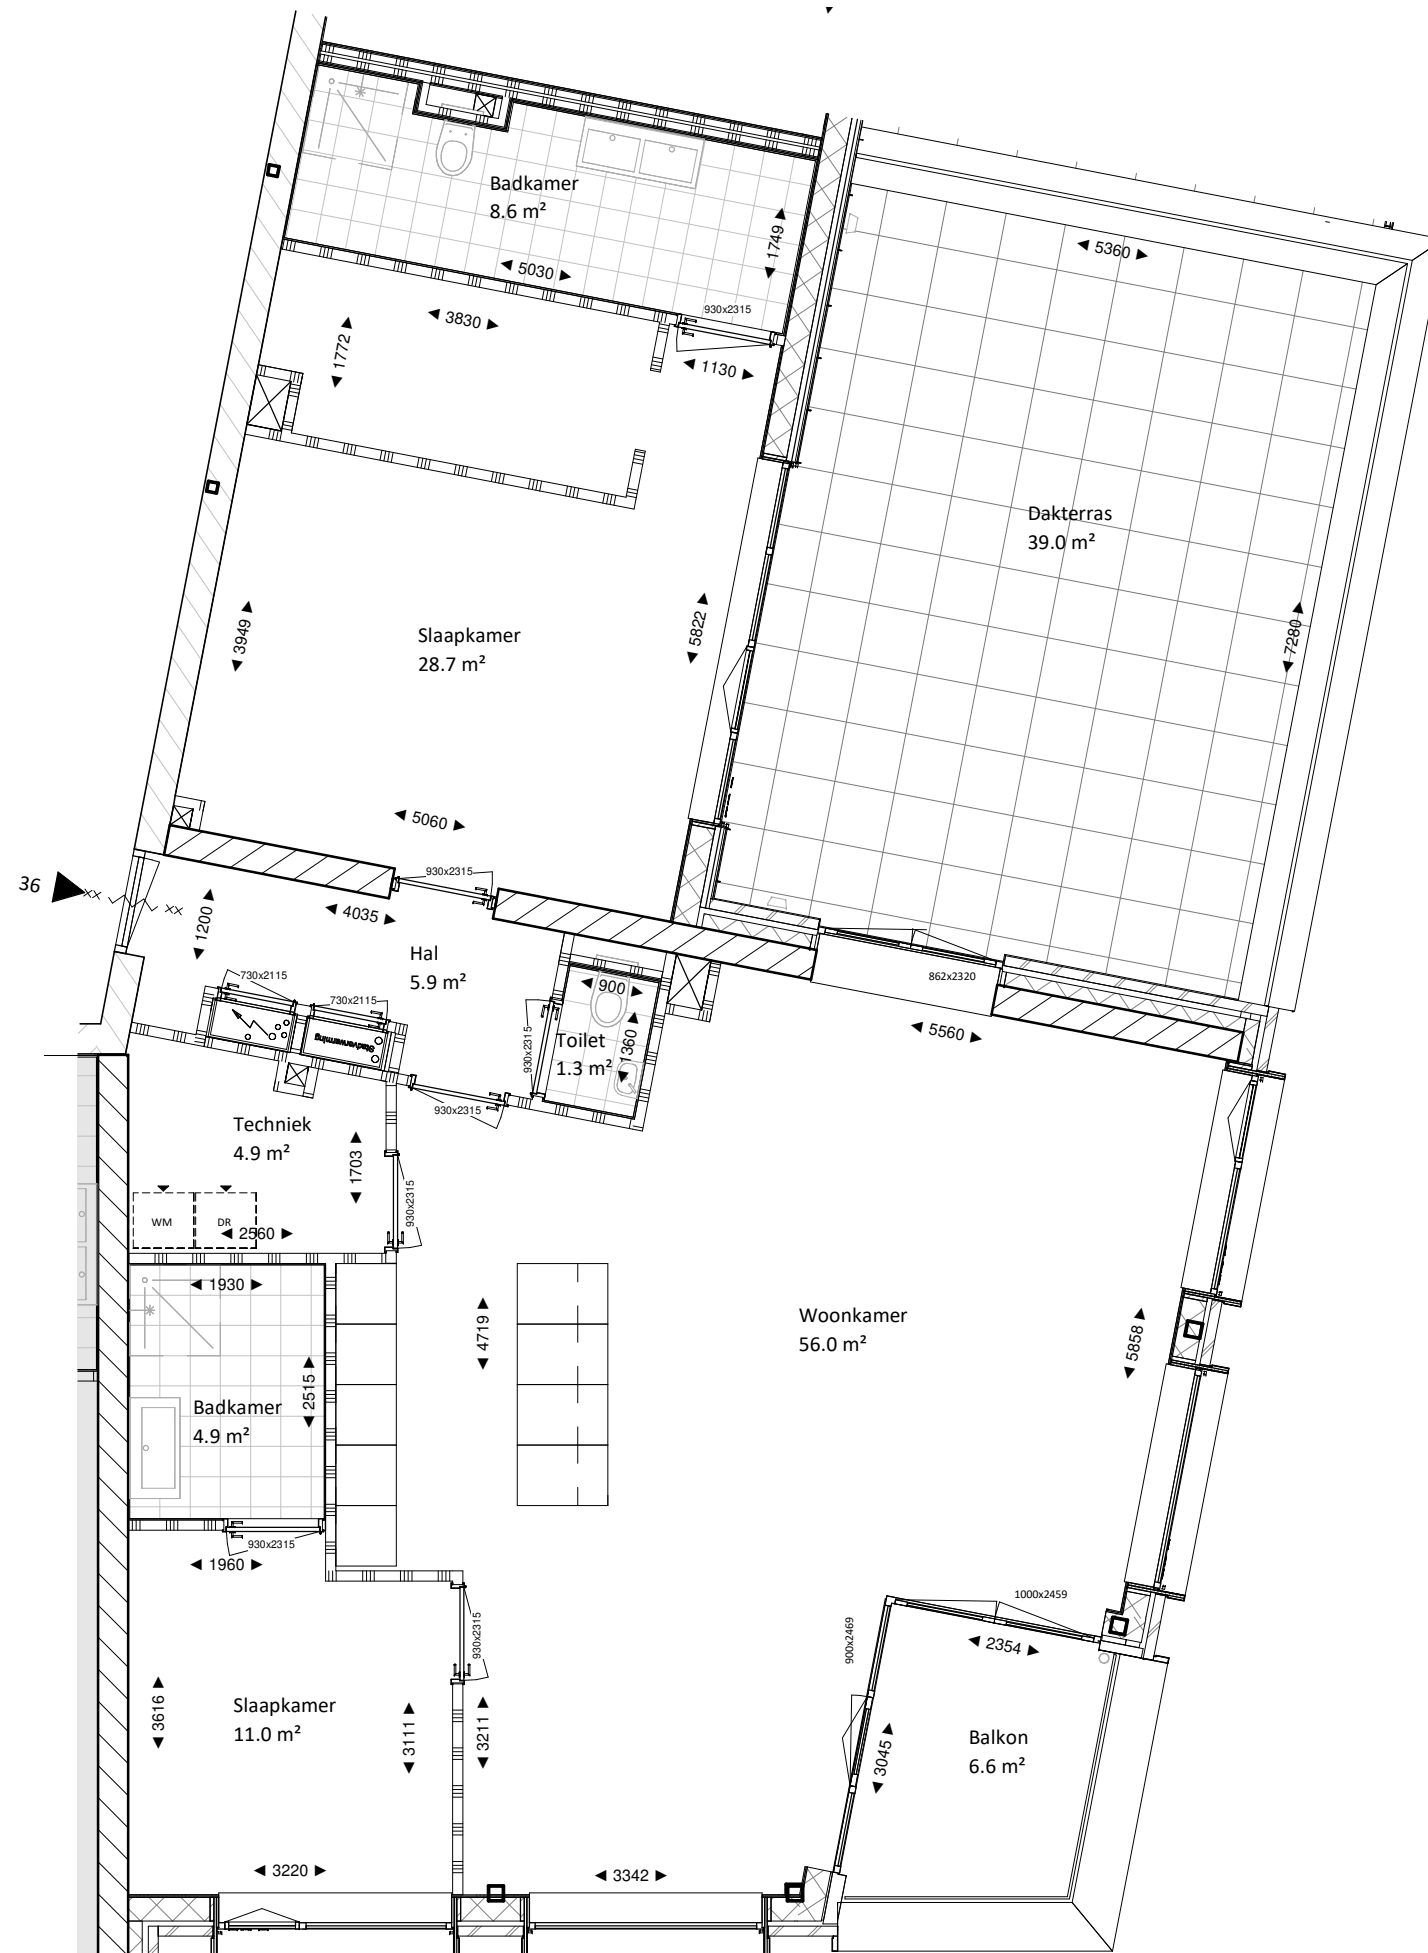 Badkamer
8.6 m²
1749
5360
5030
930x2315
3830
1772
1130
Dakterras
39.0 m²
3949
5822
7280
Slaapkamer
28.7 m²
5060
930x2315
36
xx
xx
1200
4035
Hal
5.9 m²
730x2115
730x2115
862x2320
900
5560
Stadverwarming
Toilet
1.3 m²
1360
930x2315
930x2315
Techniek
4.9 m²
1703
930x2315
WM
DR
2560
1930
4719
Woonkamer
56.0 m²
5858
2515
Badkamer
4.9 m²
930x2315
1960
1000x2459
900x2469
930x2315
2354
3616
Slaapkamer
11.0 m²
3111
3211
3045
Balkon
6.6 m²
3220
3342